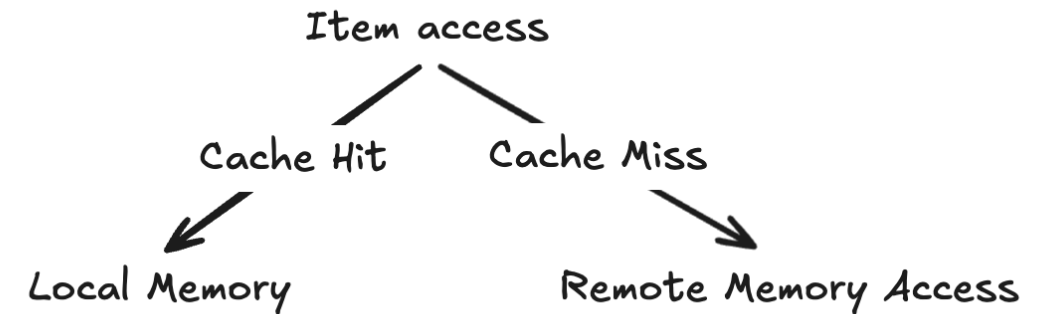 Item access
Cache Hit
Cache Miss
Local Memory
Remote Memory Access